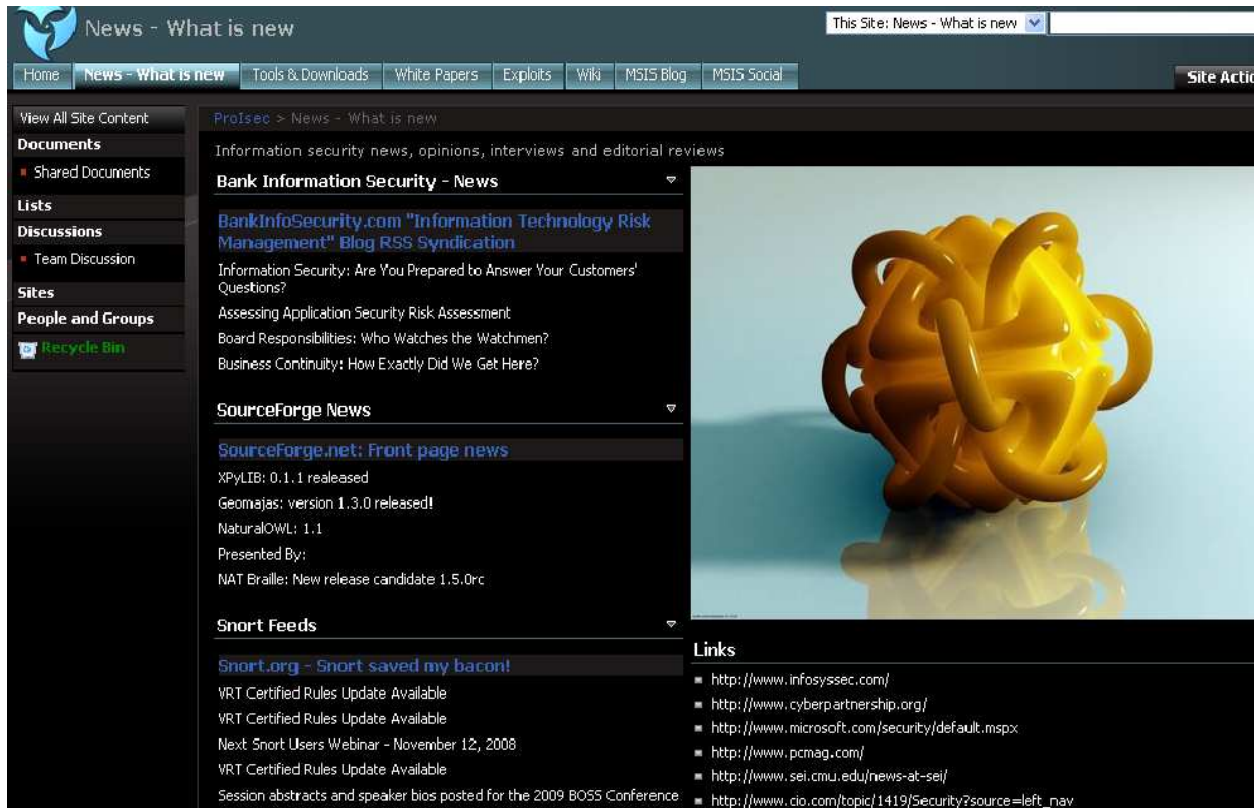 News - What is new
This Site: News - What is new
Home
News - What is new
Tools & Downloads
White Papers
Exploits
Wiki
MSIS Blog
MSIS Social
Site Actio
View All Site Content
Documents
Shared Documents
Lists
Discussions
Team Discussion
Sites
People and Groups
Recycle Bin
ProIsec > News - What is new
Information security news, opinions, interviews and editorial reviews
Bank Information Security - News
BankInfoSecurity.com "Information Technology Risk
Management" Blog RSS Syndication
Information Security: Are You Prepared to Answer Your Customers'
Questions?
Assessing Application Security Risk Assessment
Board Responsibilities: Who Watches the Watchmen?
Business Continuity: How Exactly Did We Get Here?
SourceForge News
SourceForge.net: Front page news
XPyLIB: 0.1.1 realeased
Geomajas: version 1.3.0 released!
NaturalOWL: 1.1
Presented By:
NAT Braille: New release candidate 1.5.0rc
Snort Feeds
Snort.org - Snort saved my bacon!
VRT Certified Rules Update Available
VRT Certified Rules Update Available
Next Snort Users Webinar - November 12, 2008
VRT Certified Rules Update Available
Session abstracts and speaker bios posted for the 2009 BOSS Conference
Links
http://www.infosyssec.com/
http://www.cyberpartnership.org/
http://www.microsoft.com/security/default.mspx
http://www.pcmag.com/
http://www.sei.cmu.edu/news-at-sei/
http://www.cio.com/topic/1419/Security?source=left_nav